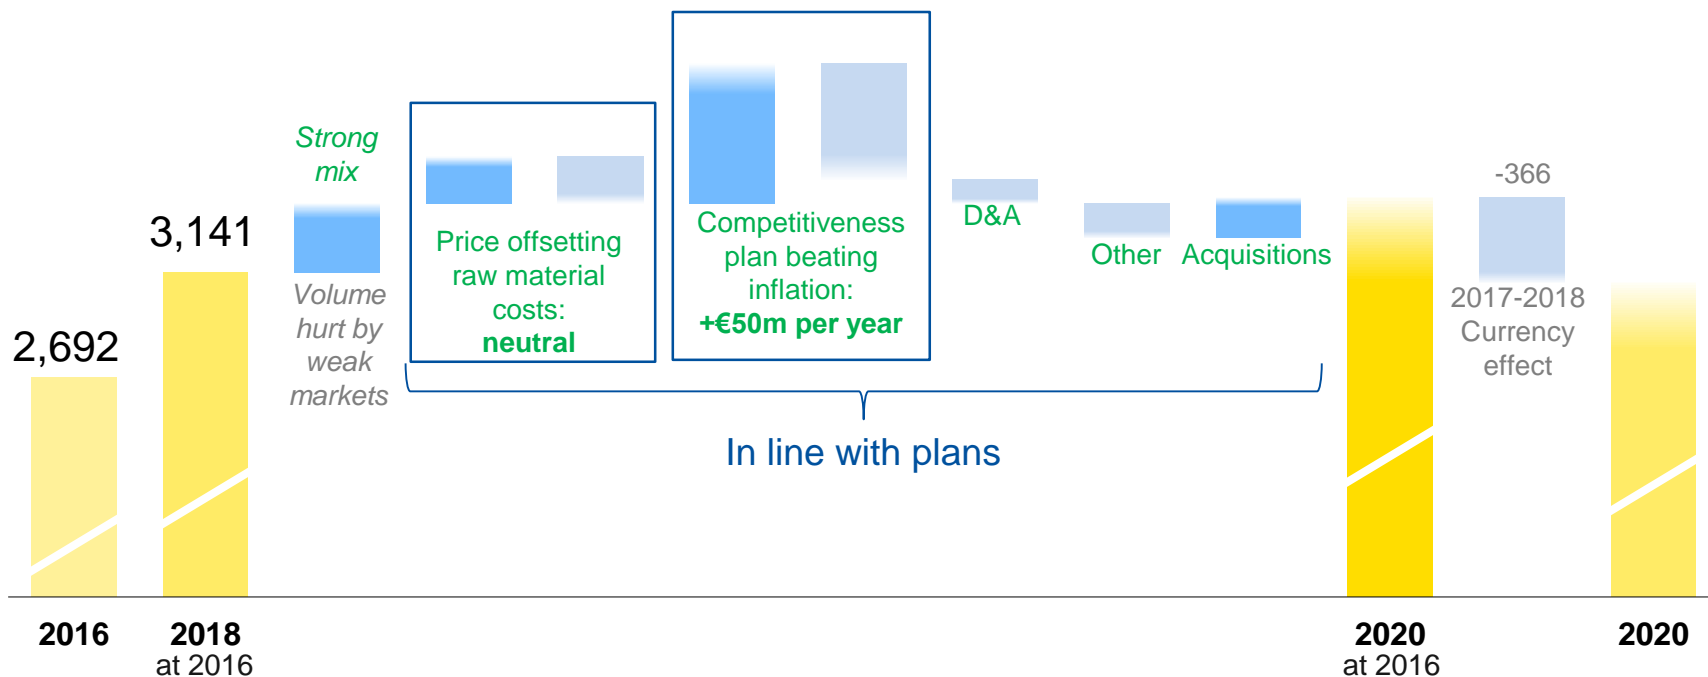 2,692
2016
3,141
2018
at 2016
Strong
mix
Volume
hurt by
weak
markets
Price offsetting
raw material
costs:
neutral
Competitiveness
plan beating
inflation:
+€50m per year
D&A
Other
Acquisitions
In line with plans
2020
at 2016
-366
2017-2018
Currency
effect
2020